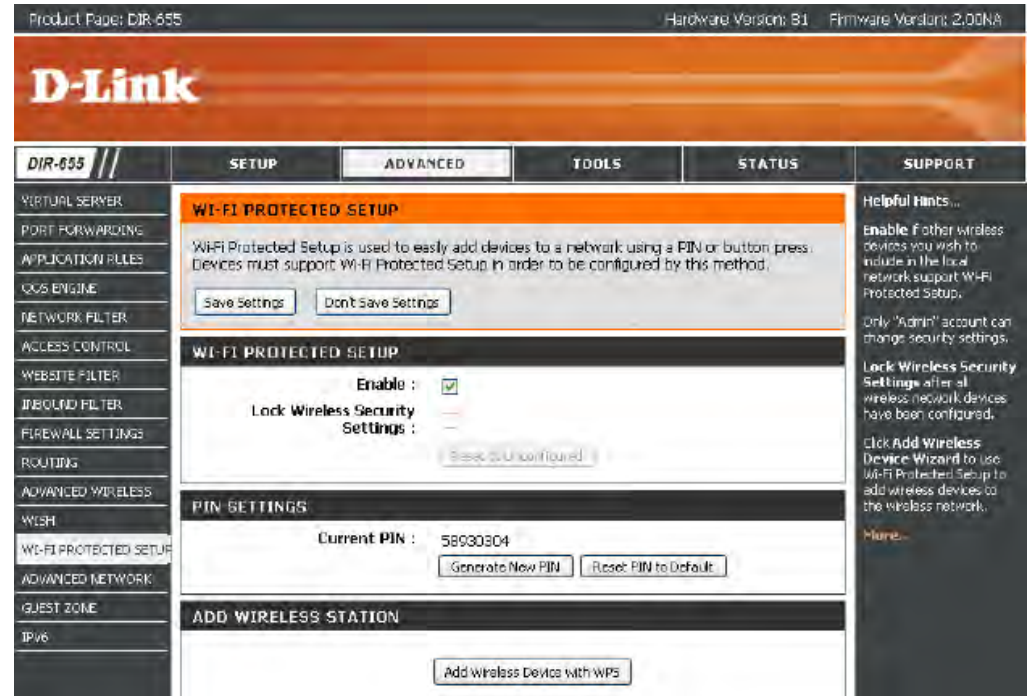 Product Page: DIR-655 Hardware Version: B1 Firmware Version: 2.00NA
D-Link
DIR-655 SETUP ADVANCED TOOLS STATUS SUPPORT
VIRTUAL SERVER
PORT FORWARDING
APPLICATION RULES
QOS ENGINE
NETWORK FILTER
ACCESS CONTROL
WEBSITE FILTER
INBOUND FILTER
FIREWALL SETTINGS
ROUTING
ADVANCED WIRELESS
WISH
WI-FI PROTECTED SETUP
ADVANCED NETWORK
GUEST ZONE
IPV6
WI-FI PROTECTED SETUP
Wi-Fi Protected Setup is used to easily add devices to a network using a PIN or button press.
Devices must support Wi-Fi Protected Setup in order to be configured by this method.
Save Settings Don't Save Settings
WI-FI PROTECTED SETUP
Enable :
Lock Wireless Security
Settings :
Reset to Unconfigured
PIN SETTINGS
Current PIN : 58930304
Generate New PIN Reset PIN to Default
ADD WIRELESS STATION
Add Wireless Device with WPS
Helpful Hints...
Enable if other wireless
devices you wish to
include in the local
network support Wi-Fi
Protected Setup.
Only "Admin" account can
change security settings.
Lock Wireless Security
Settings after all
wireless network devices
have been configured.
Click Add Wireless
Device Wizard to use
Wi-Fi Protected Setup to
add wireless devices to
the wireless network.
More...